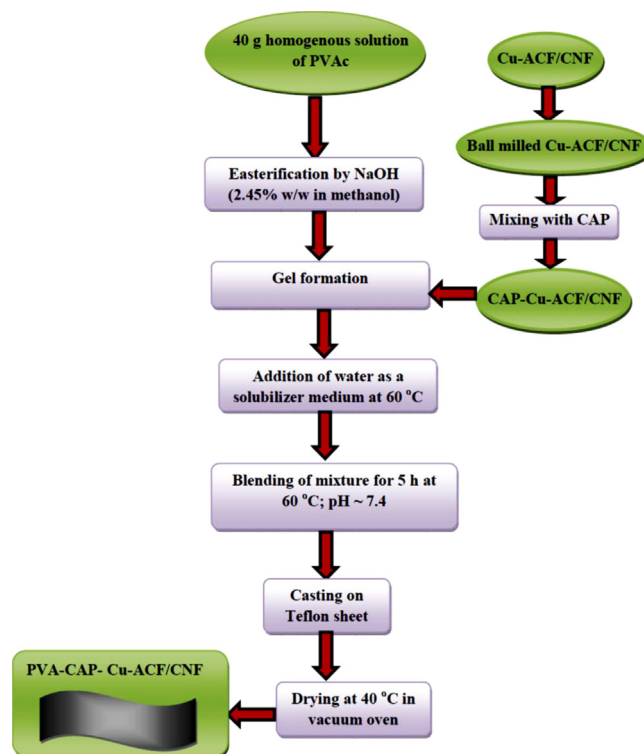 40 g homogenous solution
of PVAc
Cu-ACF/CNF
Ball milled Cu-ACF/CNF
Easterification by NaOH
(2.45% w/w in methanol)
Mixing with CAP
Gel formation
CAP-Cu-ACF/CNF
Addition of water as a
solubilizer medium at 60 °C
Blending of mixture for 5 h at
60 °C; pH ~ 7.4
Casting on
Teflon sheet
PVA-CAP- Cu-ACF/CNF
Drying at 40 °C in
vacuum oven